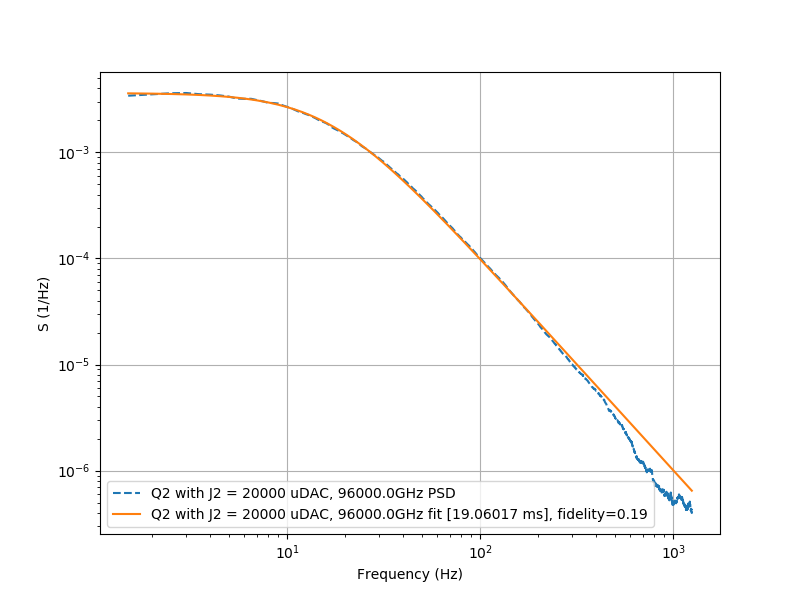 S (1/Hz)
10⁻³
10⁻⁴
10⁻⁵
10⁻⁶
Q2 with J2 = 20000 uDAC, 96000.0GHz PSD
Q2 with J2 = 20000 uDAC, 96000.0GHz fit [19.06017 ms], fidelity=0.19
10¹
10²
10³
Frequency (Hz)